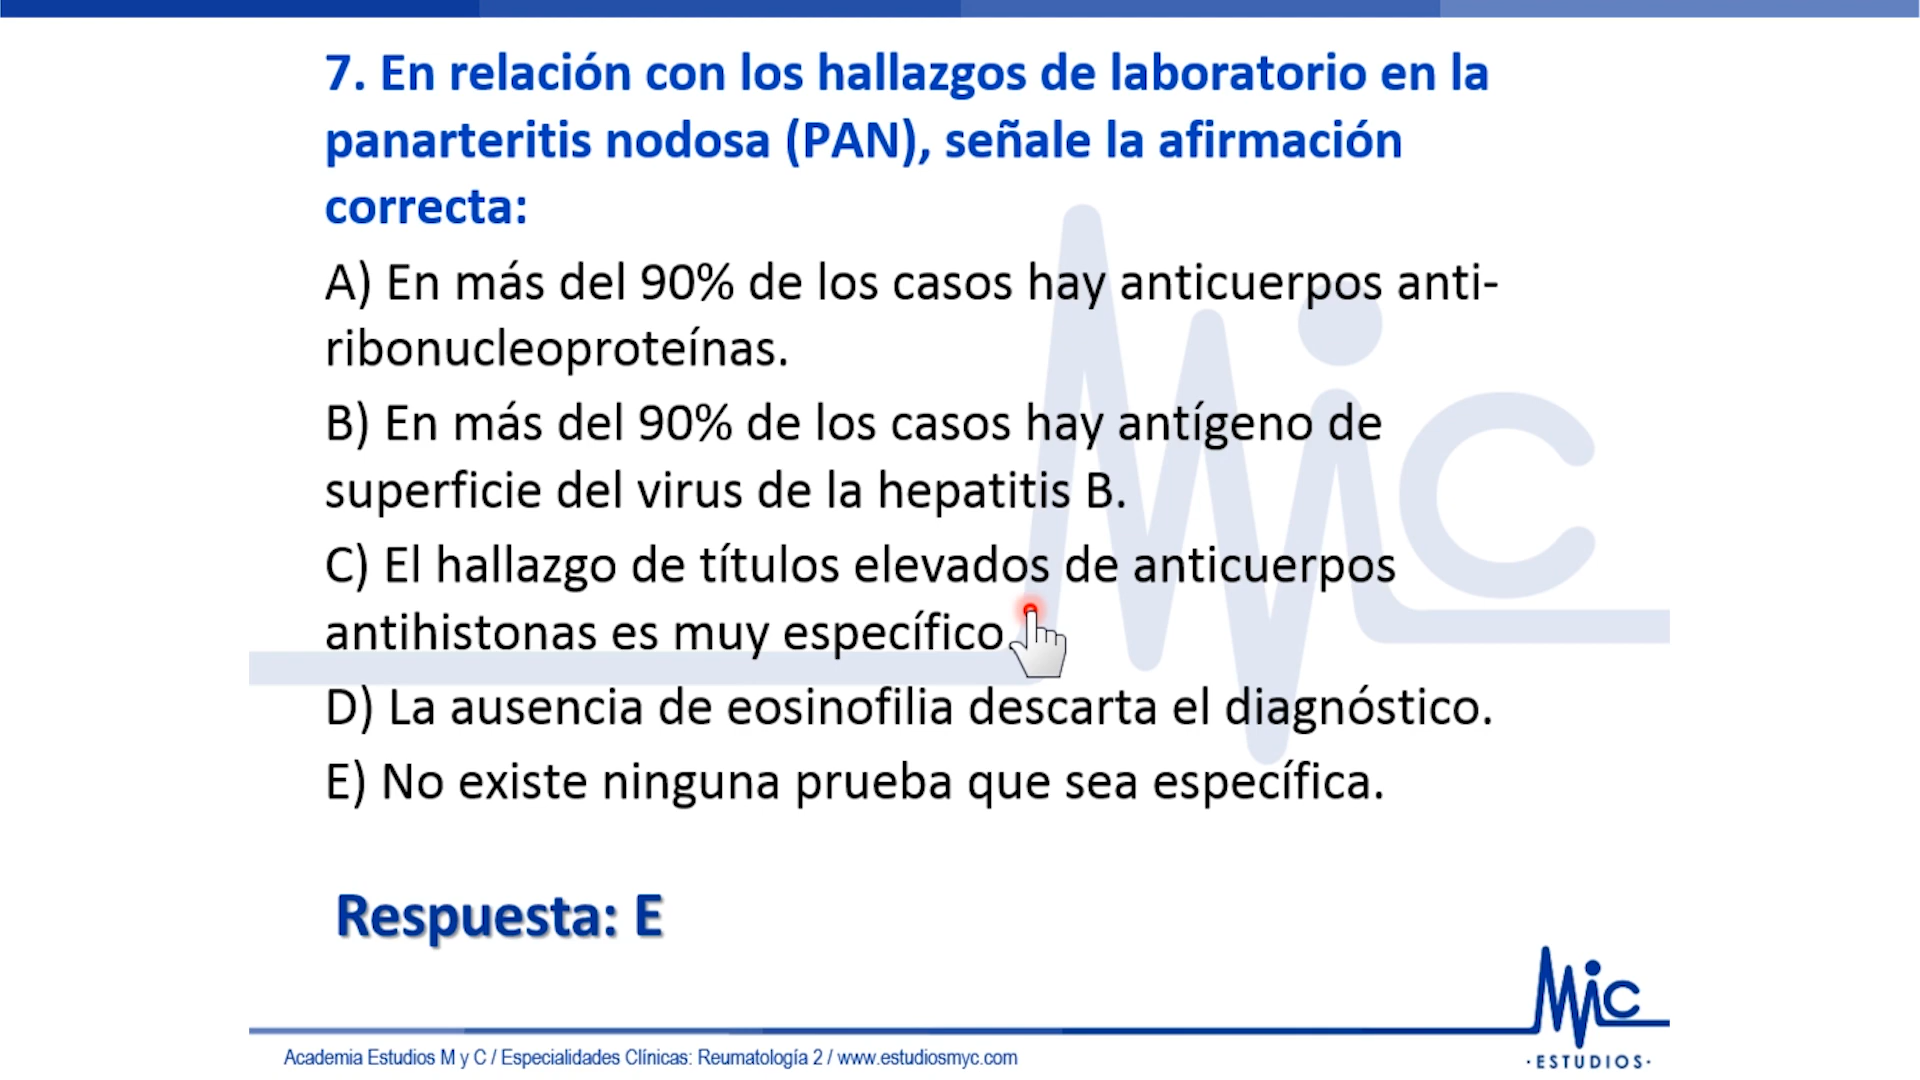 7. En relación con los hallazgos de laboratorio en la
panarteritis nodosa (PAN), señale la afirmación
correcta:
A) En más del 90% de los casos hay anticuerpos anti-
ribonucleoproteínas.
B) En más del 90% de los casos hay antígeno de
superficie del virus de la hepatitis B.
C) El hallazgo de títulos elevados de anticuerpos
antihistonas es muy específico.
D) La ausencia de eosinofilia descarta el diagnóstico.
E) No existe ninguna prueba que sea específica.
Respuesta: E
MiC
Academia Estudios M y C / Especialidades Clínicas: Reumatología 2 / www.estudiosmyc.com
MiC
·ESTUDIOS·